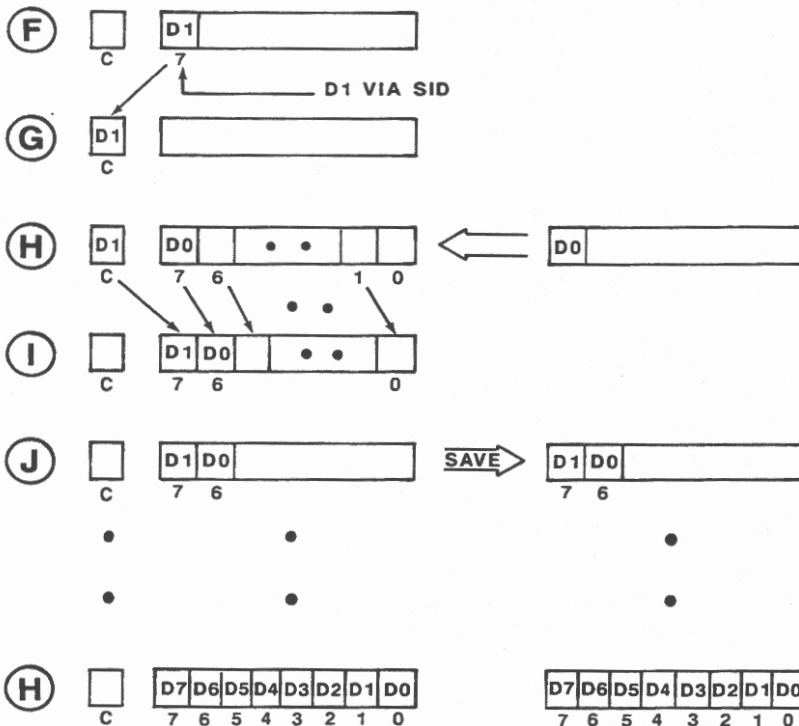 F D1
C 7
D1 VIA SID
G D1
C
H D1 D0 D0
C 7 6 1 0
I D1 D0
C 7 6 0
J D1 D0 SAVE D1 D0
C 7 6 7 6
H D7 D6 D5 D4 D3 D2 D1 D0 D7 D6 D5 D4 D3 D2 D1 D0
C 7 6 5 4 3 2 1 0 7 6 5 4 3 2 1 0